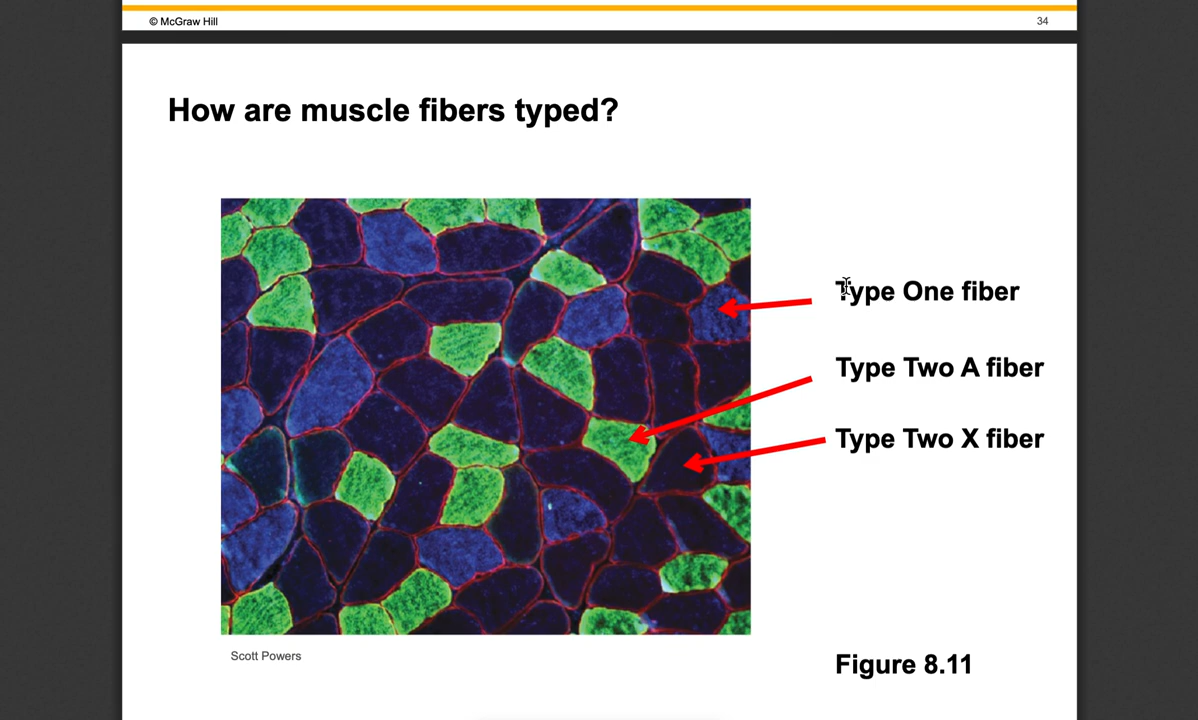 © McGraw Hill
34
How are muscle fibers typed?
Type One fiber
Type Two A fiber
Type Two X fiber
Scott Powers
Figure 8.11